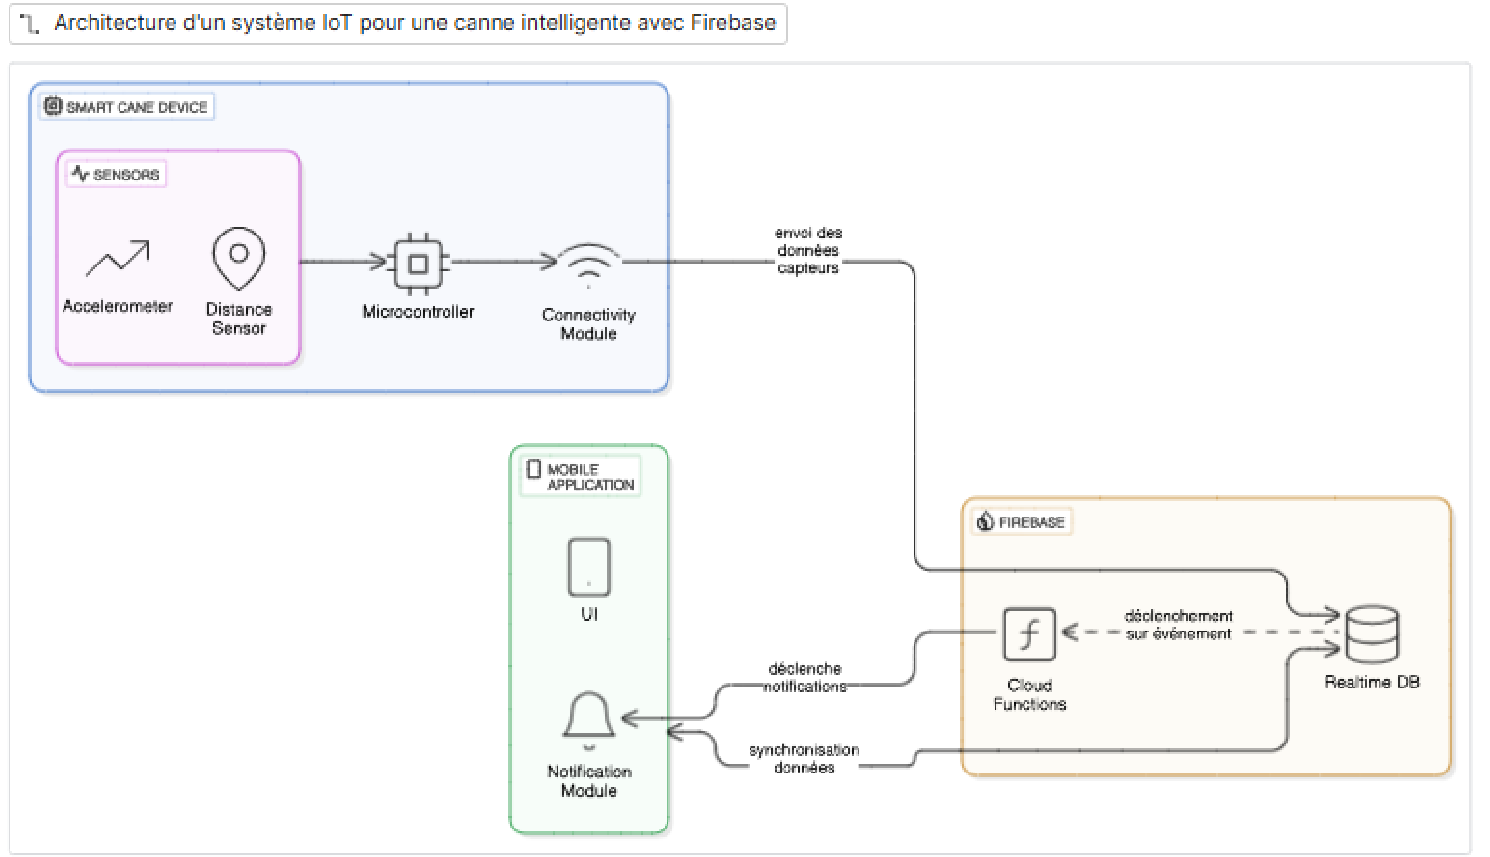 Architecture d'un système IoT pour une canne intelligente avec Firebase
SMART CANE DEVICE
SENSORS
Accelerometer
Distance
Sensor
Microcontroller
Connectivity
Module
envoi des
données
capteurs
MOBILE
APPLICATION
UI
Notification
Module
déclenche
notifications
synchronisation
données
FIREBASE
Cloud
Functions
déclenchement
sur événement
Realtime DB